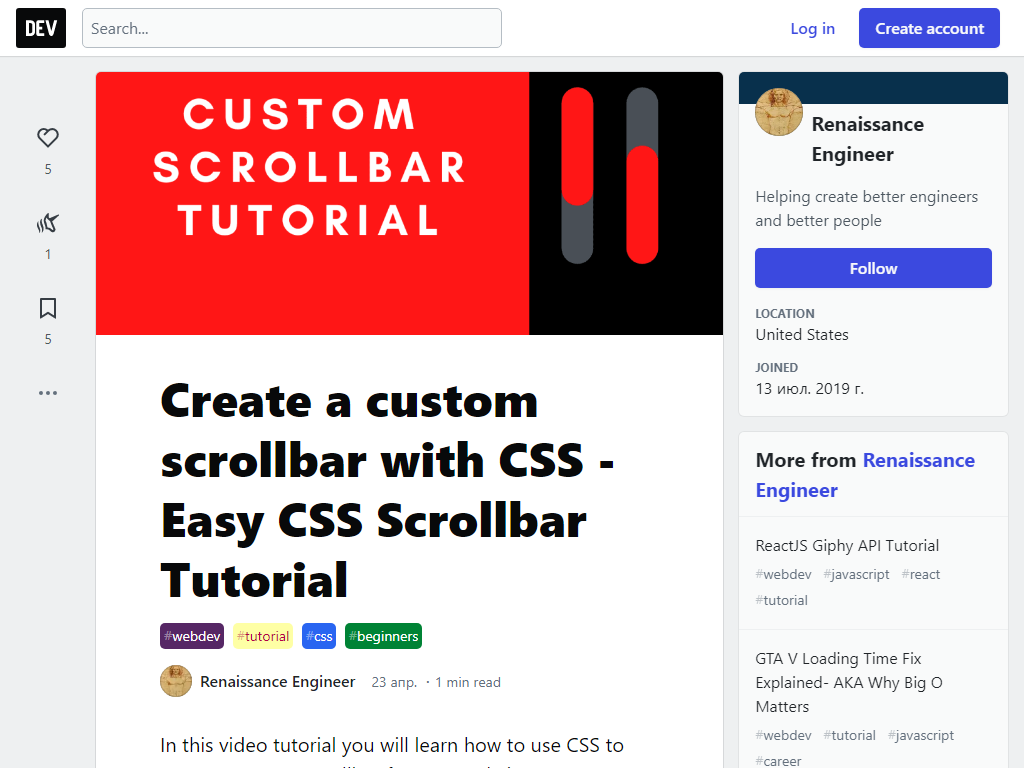 DEV
Search...
Log in
Create account
CUSTOM
SCROLLBAR
TUTORIAL
5
1
5
Create a custom
scrollbar with CSS -
Easy CSS Scrollbar
Tutorial
#webdev #tutorial #css #beginners
Renaissance Engineer 23 апр. · 1 min read
In this video tutorial you will learn how to use CSS to
Renaissance
Engineer
Helping create better engineers
and better people
Follow
LOCATION
United States
JOINED
13 июл. 2019 г.
More from Renaissance
Engineer
ReactJS Giphy API Tutorial
#webdev #javascript #react
#tutorial
GTA V Loading Time Fix
Explained- AKA Why Big O
Matters
#webdev #tutorial #javascript
#career